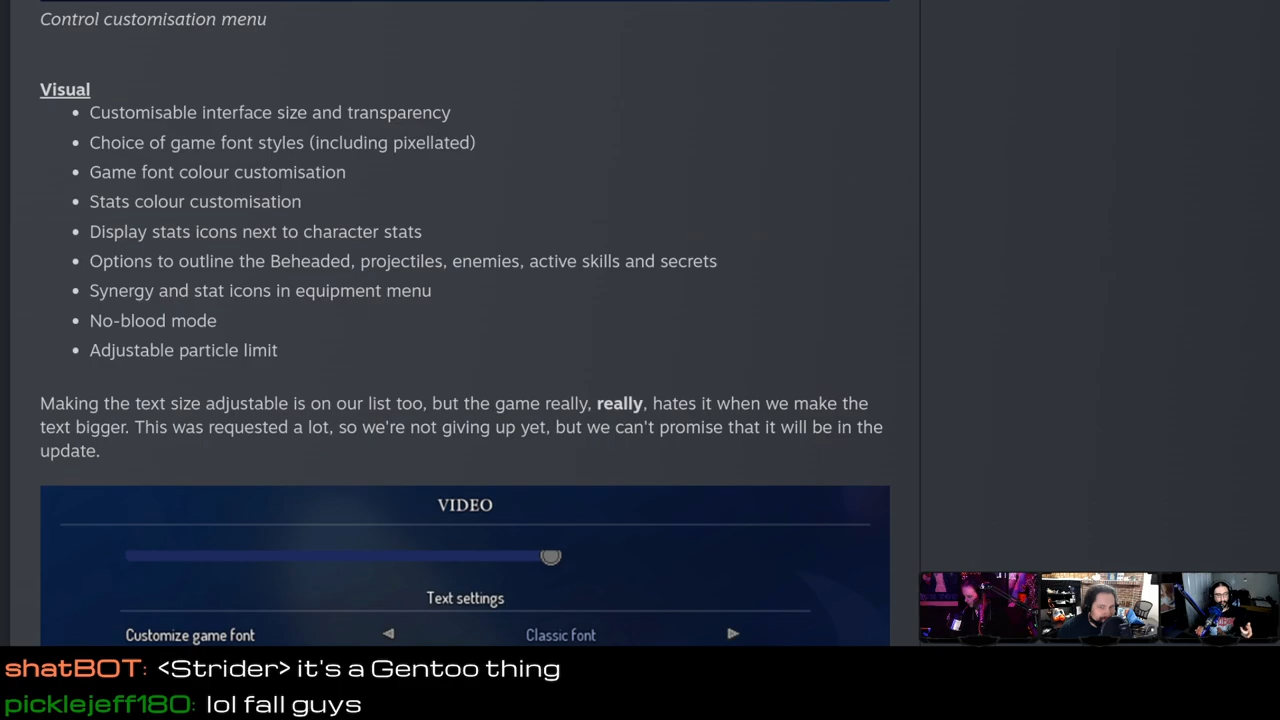 Control customisation menu
Visual
Customisable interface size and transparency
Choice of game font styles (including pixellated)
Game font colour customisation
Stats colour customisation
Display stats icons next to character stats
Options to outline the Beheaded, projectiles, enemies, active skills and secrets
Synergy and stat icons in equipment menu
No-blood mode
Adjustable particle limit
Making the text size adjustable is on our list too, but the game really, really, hates it when we make the
text bigger. This was requested a lot, so we're not giving up yet, but we can't promise that it will be in the
update.
VIDEO
Text settings
Customize game font
Classic font
shatBOT: <Strider> it's a Gentoo thing
picklejeff180: lol fall guys